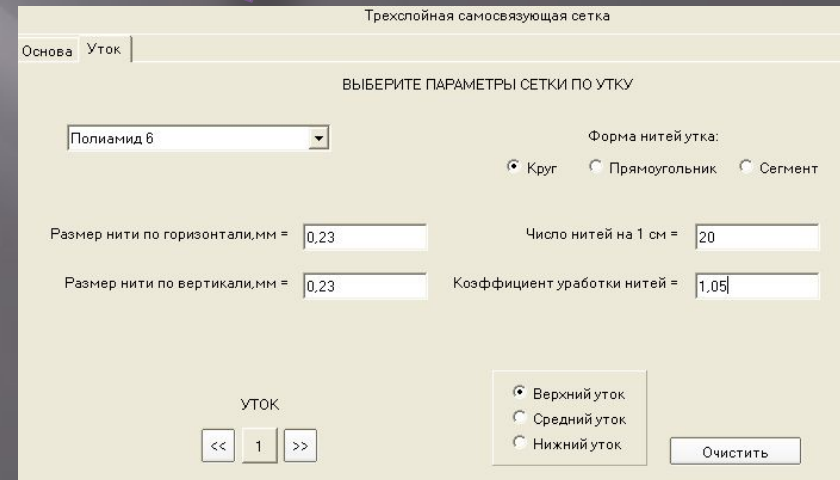 Трехслойная самосвязующая сетка
Основа Уток
ВЫБЕРИТЕ ПАРАМЕТРЫ СЕТКИ ПО УТКУ
Полиамид 6
Форма нитей утка:
Круг Прямоугольник Сегмент
Размер нити по горизонтали,мм = 0,23 Число нитей на 1 см = 20
Размер нити по вертикали,мм = 0,23 Коэффициент уработки нитей = 1,05
Верхний уток
УТОК
Средний уток
<< 1 >>
Нижний уток
Очистить